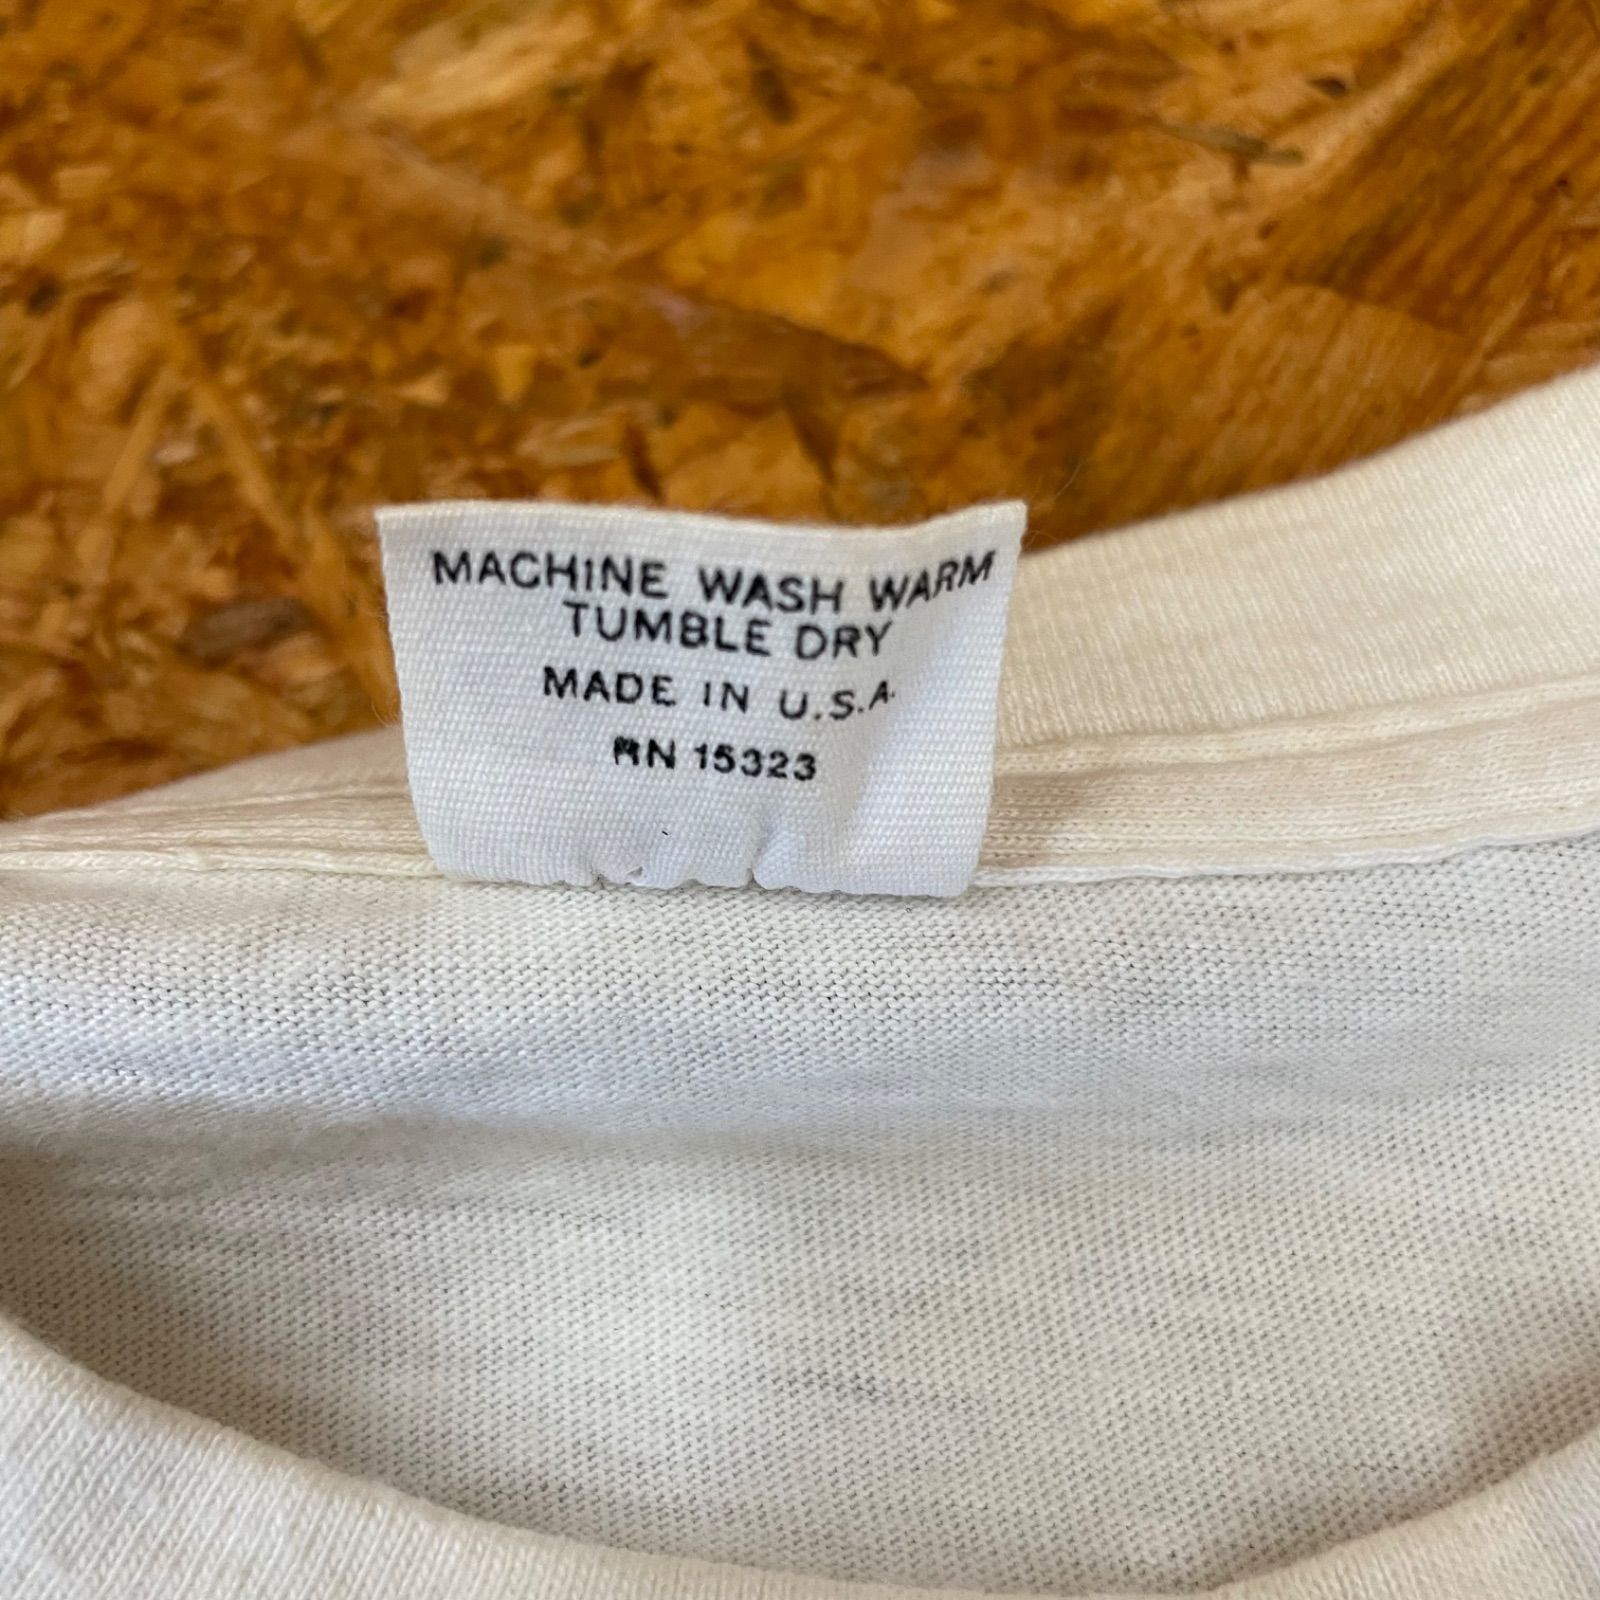 MACHINE WASH WARM
TUMBLE DRY
MADE IN U.S.A.
RN 15323